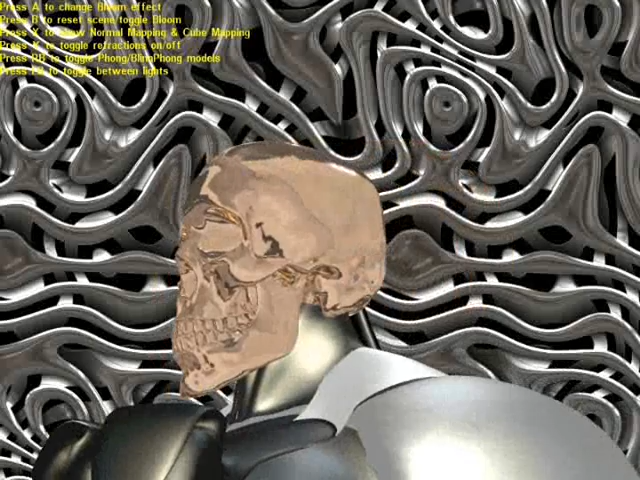 Press A to change Bloom effect
Press B to reset scene/toggle Bloom
Press X to show Normal Mapping & Cube Mapping
Press Y to toggle refractions on/off
Press RB to toggle Phong/BlinnPhong models
Press to toggle between lights